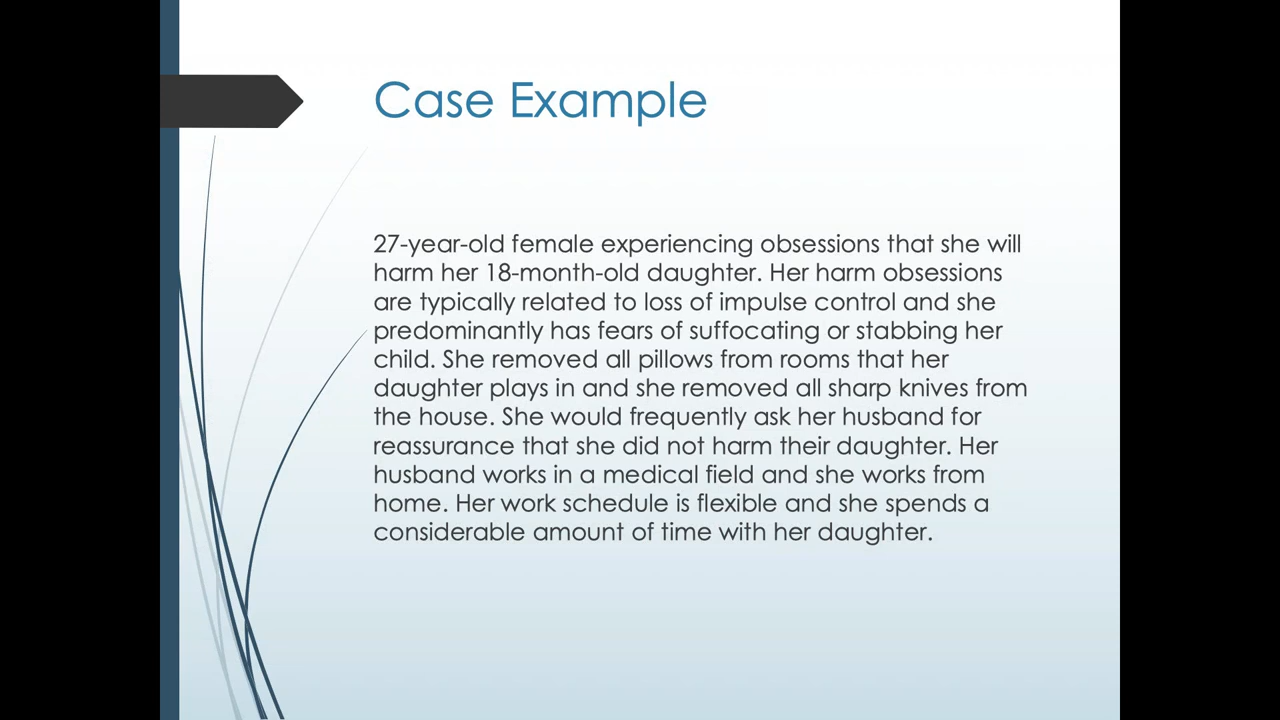 Case Example
27-year-old female experiencing obsessions that she will
harm her 18-month-old daughter. Her harm obsessions
are typically related to loss of impulse control and she
predominantly has fears of suffocating or stabbing her
child. She removed all pillows from rooms that her
daughter plays in and she removed all sharp knives from
the house. She would frequently ask her husband for
reassurance that she did not harm their daughter. Her
husband works in a medical field and she works from
home. Her work schedule is flexible and she spends a
considerable amount of time with her daughter.